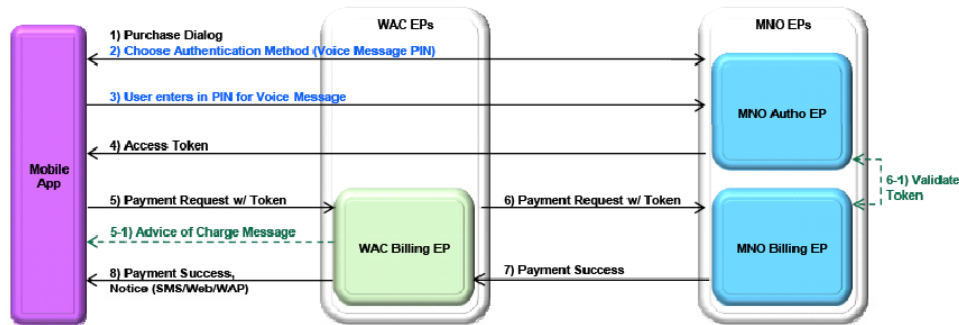 WAC EPs
MNO EPs
1) Purchase Dialog
2) Choose Authentication Method (Voice Message PIN)
3) User enters in PIN for Voice Message
MNO Autho EP
4) Access Token
Mobile
App
6-1) Validate
Token
5) Payment Request w/ Token
6) Payment Request w/ Token
5-1) Advice of Charge Message
WAC Billing EP
MNO Billing EP
8) Payment Success,
Notice (SMS/Web/WAP)
7) Payment Success